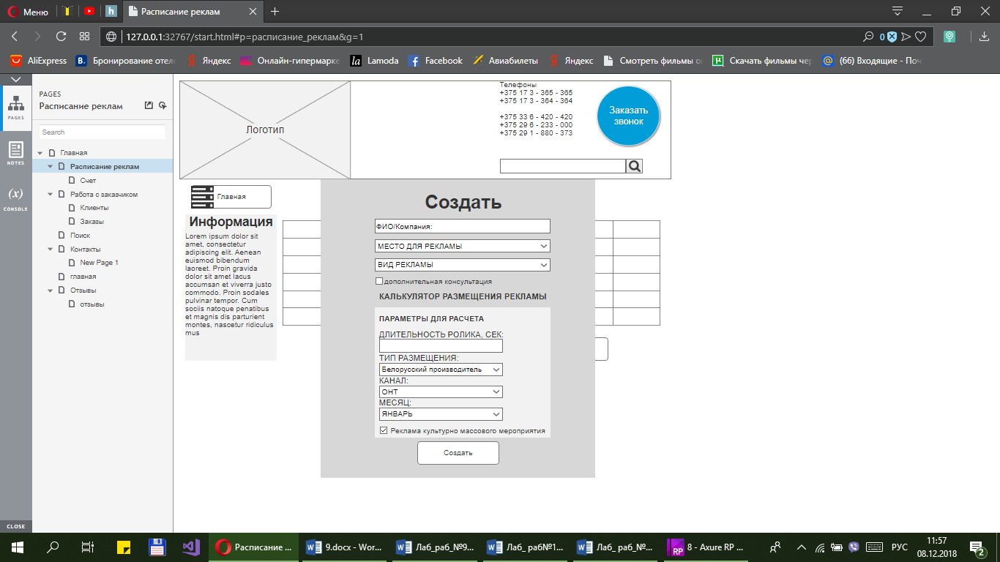 Меню
h
Расписание реклам
127.0.0.1:32767/start.html#p=расписание_реклам&g=1
0
AliExpress
B.
Бронирование отеле
Я
Яндекс
Онлайн-гипермарке
la
Lamoda
Facebook
Авиабилеты
Я
Яндекс
Смотреть фильмы о
Скачать фильмы чер
(66) Входящие - Поч
PAGES
NOTES
(x)
CONSOLE
CLOSE
PAGES
Расписание реклам
Search
Главная
Расписание реклам
Счет
Работа с заказчиком
Клиенты
Заказы
Поиск
Контакты
New Page 1
главная
Отзывы
отзывы
Логотип
Телефоны
+375 17 3 - 365 - 365
+375 17 3 - 364 - 364
+375 33 6 - 420 - 420
+375 29 6 - 233 - 000
+375 29 1 - 880 - 373
Заказать
звонок
Главная
Информация
Lorem ipsum dolor sit
amet, consectetur
adipiscing elit. Aenean
euismod bibendum
laoreet. Proin gravida
dolor sit amet lacus
accumsan et viverra justo
commodo. Proin sodales
pulvinar tempor. Cum
sociis natoque penatibus
et magnis dis parturient
montes, nascetur ridiculus
mus
Создать
ФИО/Компания:
МЕСТО ДЛЯ РЕКЛАМЫ
ВИД РЕКЛАМЫ
дополнительная консультация
КАЛЬКУЛЯТОР РАЗМЕЩЕНИЯ РЕКЛАМЫ
ПАРАМЕТРЫ ДЛЯ РАСЧЕТА
ДЛИТЕЛЬНОСТЬ РОЛИКА, СЕК:
ТИП РАЗМЕЩЕНИЯ:
Белорусский производитель
КАНАЛ:
ОНТ
МЕСЯЦ:
ЯНВАРЬ
Реклама культурно массового мероприятия
Создать
Расписание ...
9.docx - Wor...
Лаб_раб_№9...
Лаб_ раб№1...
Лаб_ раб_№...
RP
8 - Axure RP ...
РУС
11:57
08.12.2018
2